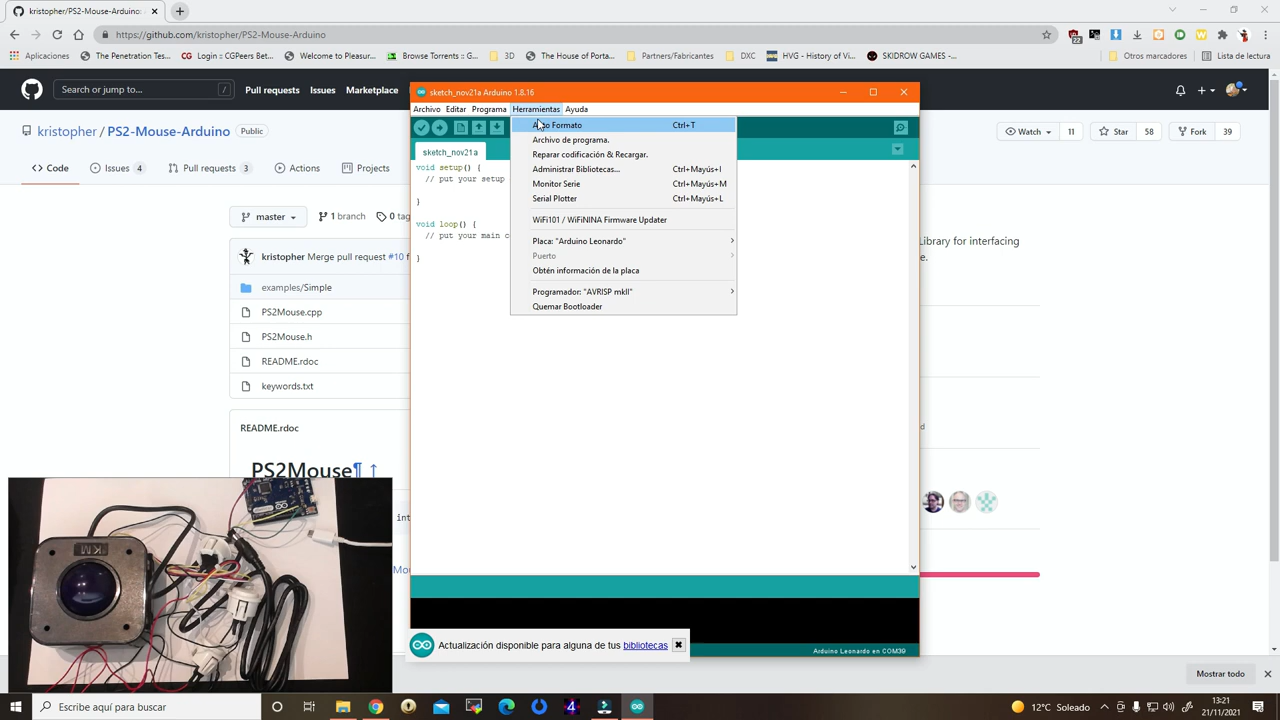 kristopher/PS2-Mouse-Arduino
https://github.com/kristopher/PS2-Mouse-Arduino
22
Aplicaciones
The Penetration Tes...
Login :: CGPeers Bet...
Welcome to Pleasur...
Browse Torrents :: G...
3D
The House of Porta...
Partners/Fabricantes
DXC
HVG - History of Vi...
SKIDROW GAMES -...
Otros marcadores
Lista de lectura
Search or jump to...
/
Pull requests
Issues
Marketplace
kristopher / PS2-Mouse-Arduino
Public
Watch
11
Star
58
Fork
39
Code
Issues 4
Pull requests 3
Actions
Projects
master
1 branch
0 tag
kristopher Merge pull request #10 f
examples/Simple
PS2Mouse.cpp
PS2Mouse.h
README.rdoc
keywords.txt
README.rdoc
PS2Mouse¶ ↑
int
Mou
Library for interfacing
e.
sketch_nov21a Arduino 1.8.16
Archivo Editar Programa Herramientas Ayuda
sketch_nov21a
void setup() {
// put your setup
}
void loop() {
// put your main c
}
Formato Ctrl+T
Archivo de programa.
Reparar codificación & Recargar.
Administrar Bibliotecas... Ctrl+Mayús+I
Monitor Serie Ctrl+Mayús+M
Serial Plotter Ctrl+Mayús+L
WiFi101 / WiFiNINA Firmware Updater
Placa: "Arduino Leonardo"
Puerto
Obtén información de la placa
Programador: "AVRISP mkII"
Quemar Bootloader
Actualización disponible para alguna de tus bibliotecas
Arduino Leonardo en COM39
Mostrar todo
Escribe aquí para buscar
12°C Soleado
13:21
21/11/2021